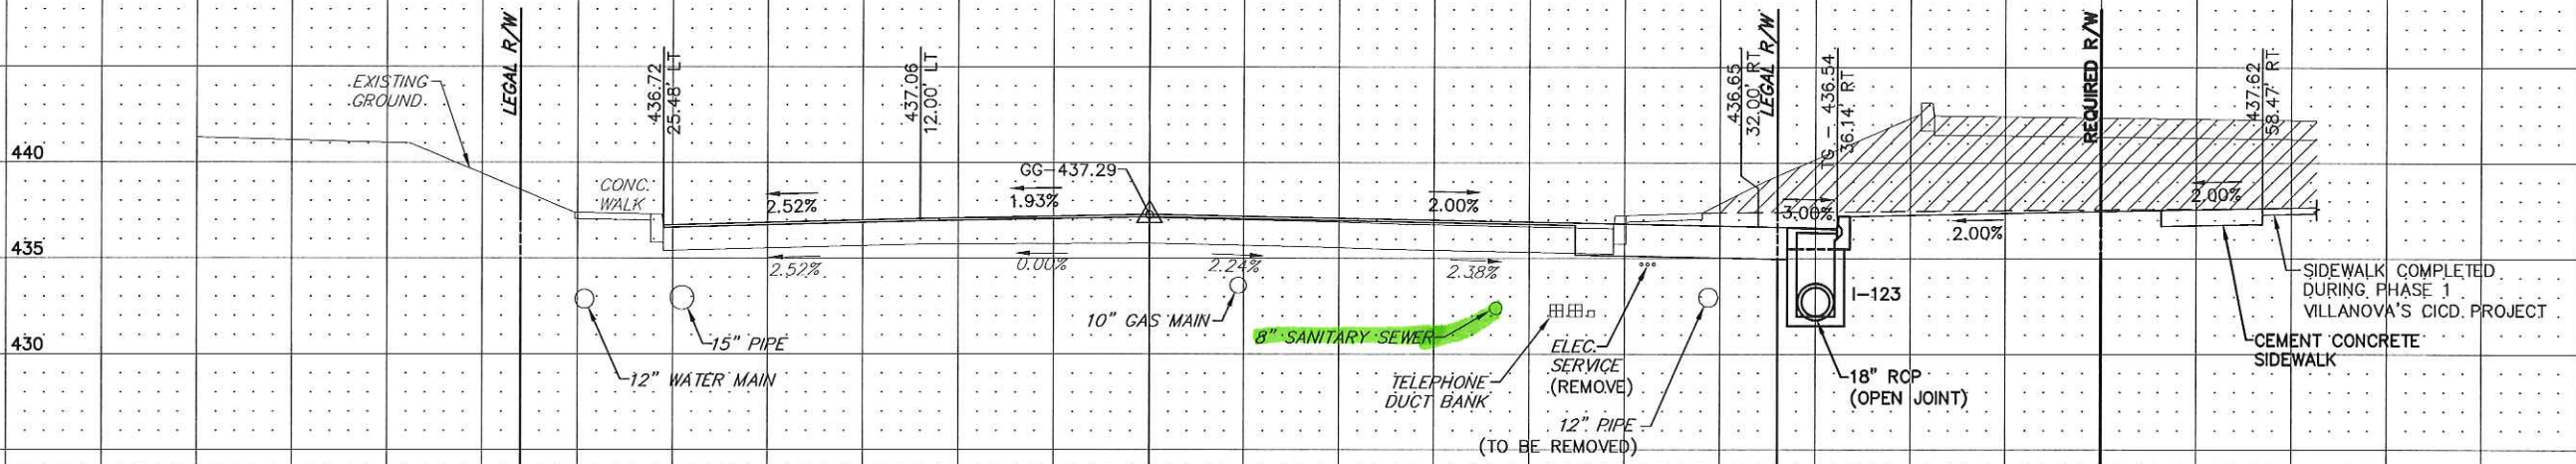 LEGAL R/W
EXISTING
GROUND
436.72
25.48' LT
437.06
12.00' LT
436.65
32.00' RT
LEGAL R/W
TG - 436.54
36.14' RT
REQUIRED R/W
437.62
58.47' RT
440
CONC.
WALK
GG-437.29
2.52%
1.93%
2.00%
3.00%
2.00%
2.00%
435
2.52%
0.00%
2.24%
2.38%
SIDEWALK COMPLETED
DURING PHASE 1
VILLANOVA'S CICD PROJECT
I-123
10" GAS MAIN
8" SANITARY SEWER
430
15" PIPE
12" WATER MAIN
ELEC.
SERVICE
(REMOVE)
TELEPHONE
DUCT BANK
12" PIPE
(TO BE REMOVED)
18" RCP
(OPEN JOINT)
CEMENT CONCRETE
SIDEWALK